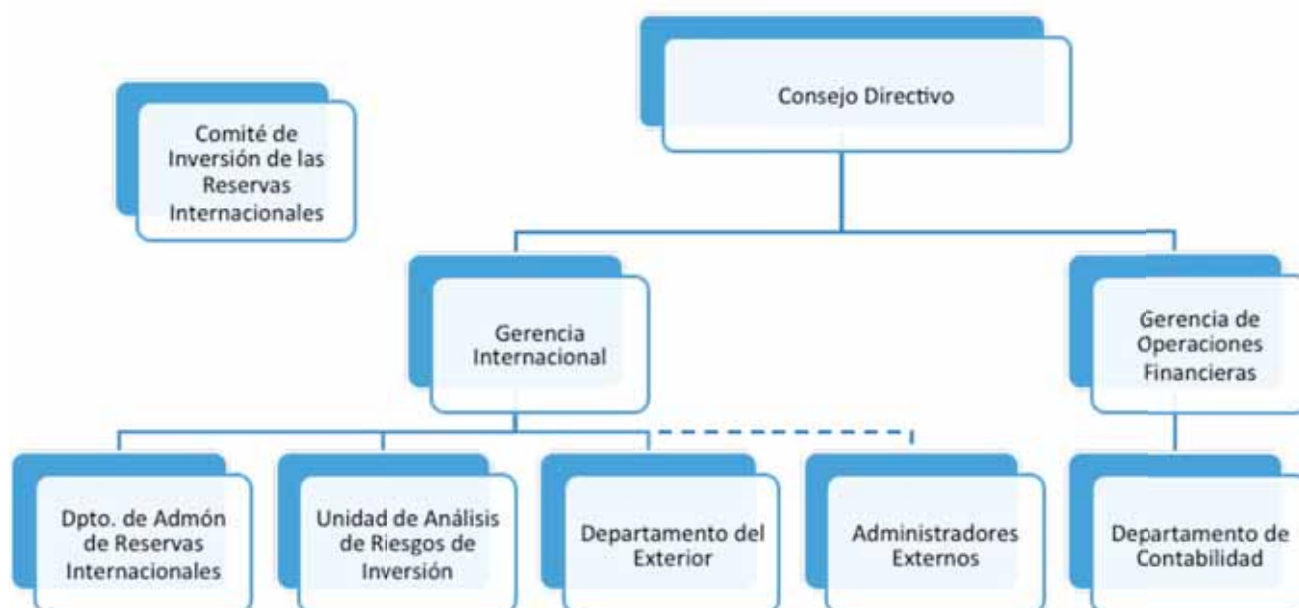 Consejo Directivo
Comité de
Inversión de las
Reservas
Internacionales
Gerencia
Internacional
Gerencia de
Operaciones
Financieras
Dpto. de Admón
de Reservas
Internacionales
Unidad de Análisis
de Riesgos de
Inversión
Departamento del
Exterior
Administradores
Externos
Departamento de
Contabilidad